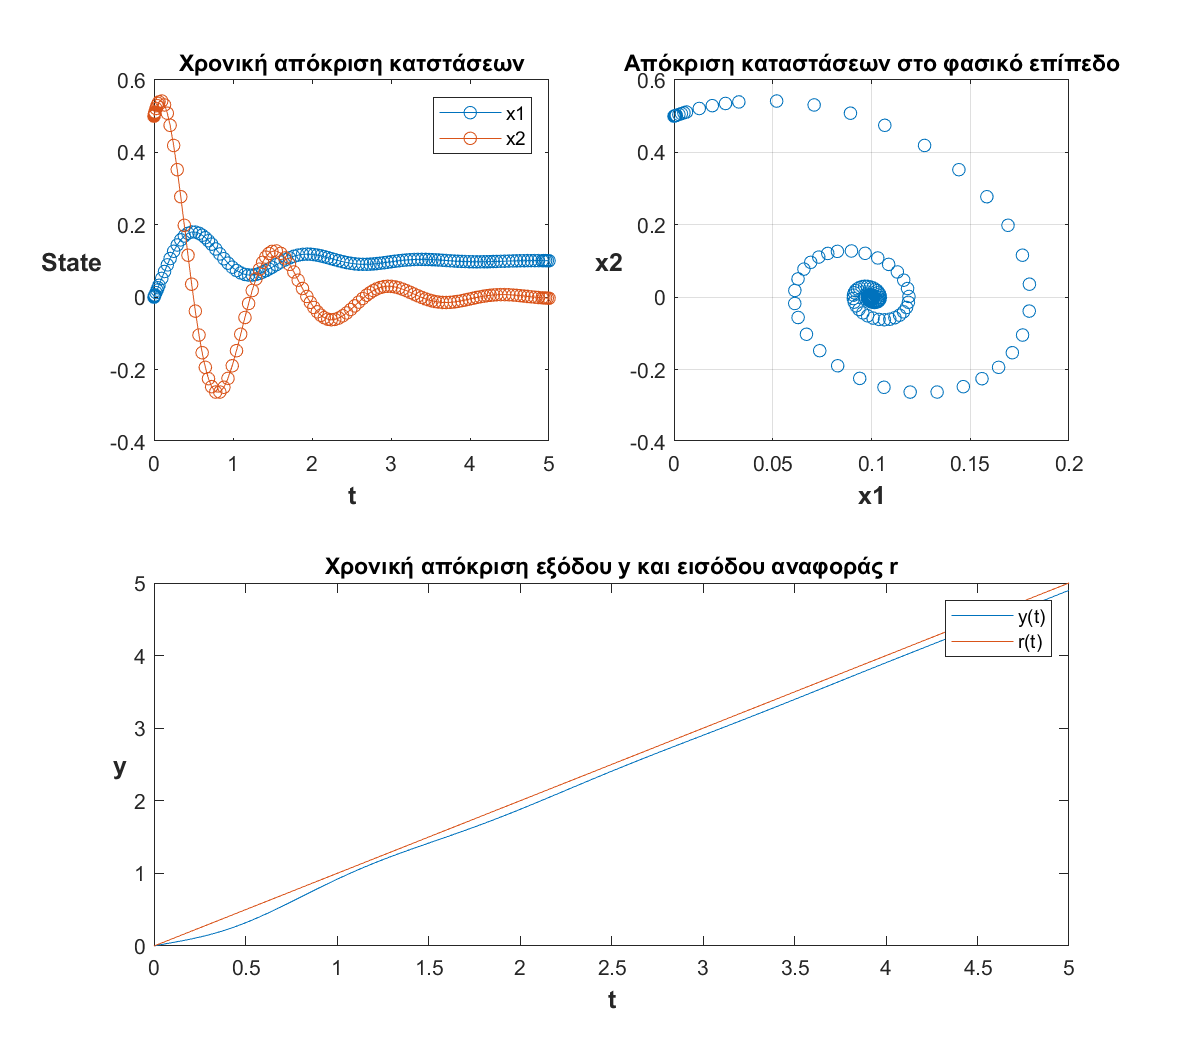 Χρονική απόκριση κατστάσεων
0.6
0.4
0.2
0
-0.2
-0.4
State
x1
x2
0 1 2 3 4 5
t
Απόκριση καταστάσεων στο φασικό επίπεδο
0.6
0.4
0.2
0
-0.2
-0.4
x2
0 0.05 0.1 0.15 0.2
x1
Χρονική απόκριση εξόδου y και εισόδου αναφοράς r
5
4
3
2
1
0
y
y(t)
r(t)
0 0.5 1 1.5 2 2.5 3 3.5 4 4.5 5
t